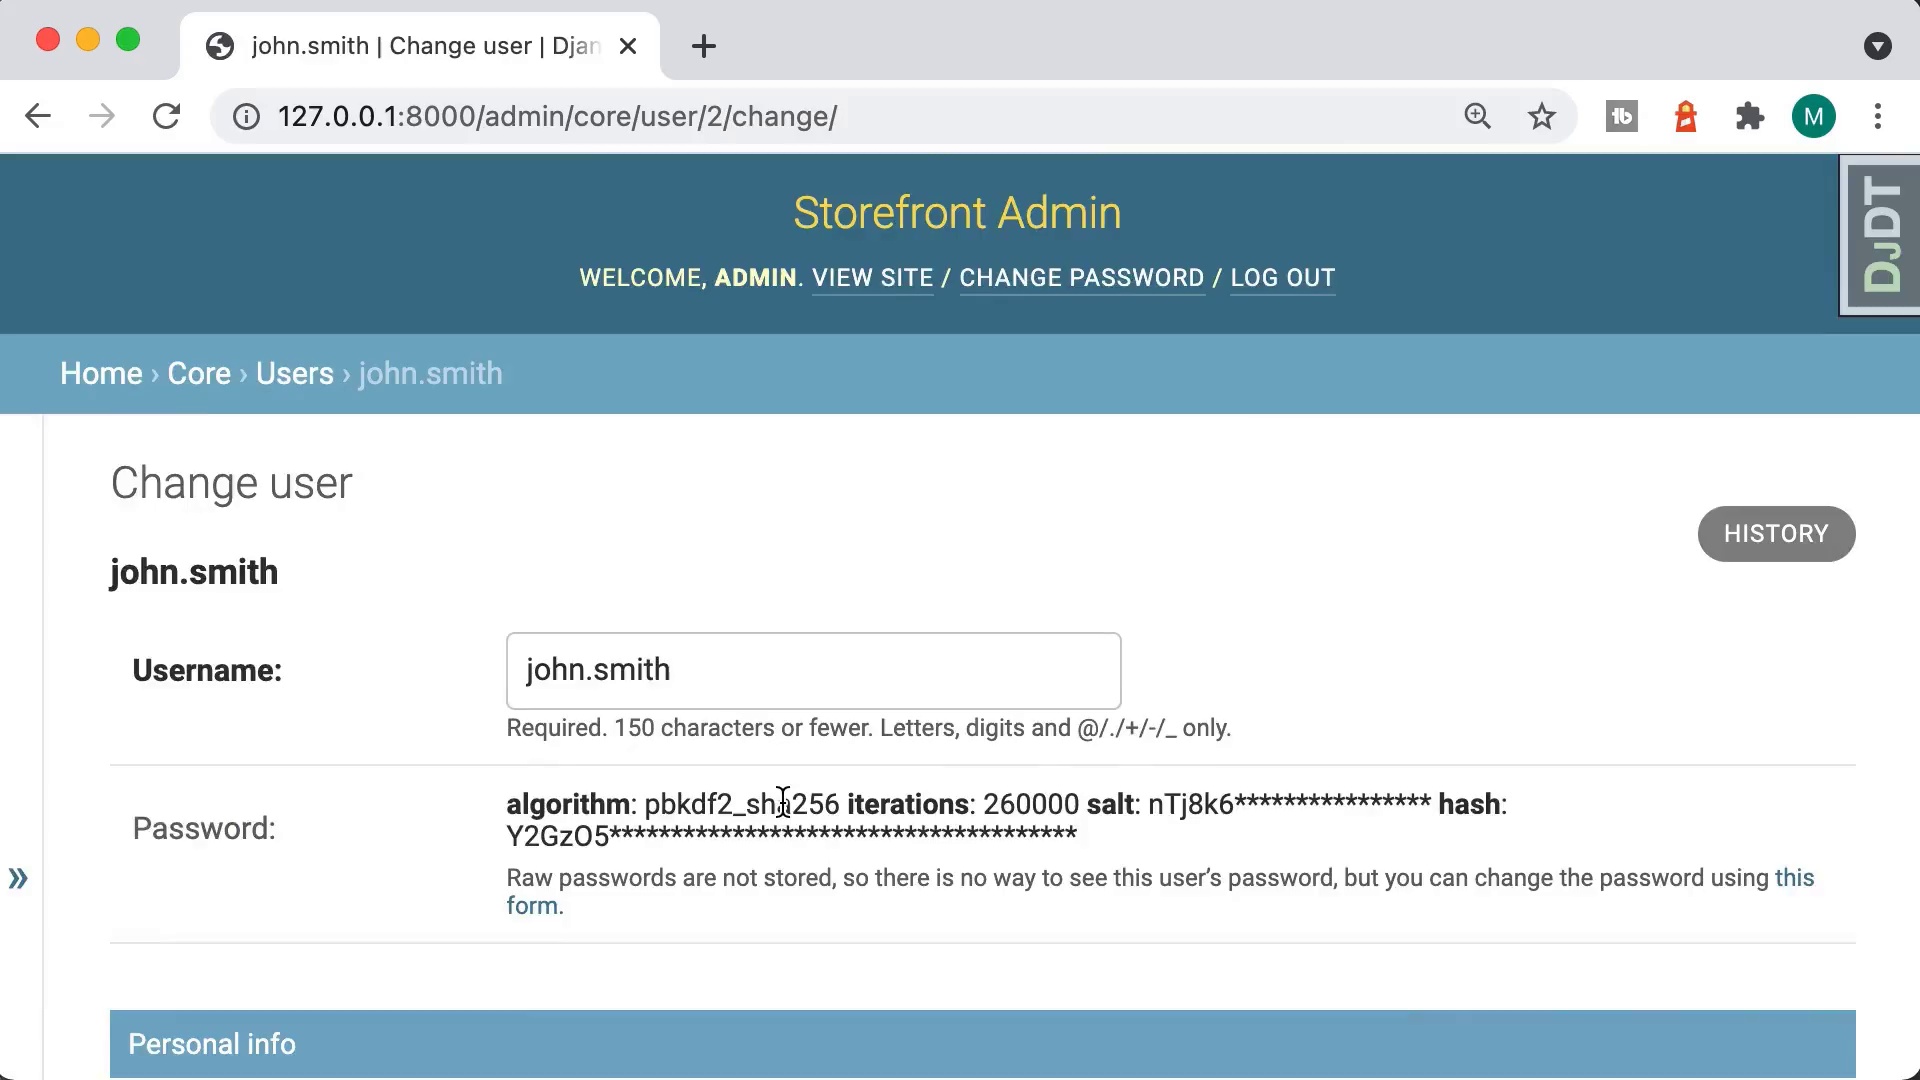 john.smith | Change user | Djan
127.0.0.1:8000/admin/core/user/2/change/
M
Storefront Admin
WELCOME, ADMIN. VIEW SITE / CHANGE PASSWORD / LOG OUT
DJDT
Home › Core › Users › john.smith
Change user
HISTORY
john.smith
Username:
john.smith
Required. 150 characters or fewer. Letters, digits and @/./+/-/_ only.
Password:
algorithm: pbkdf2_sha256 iterations: 260000 salt: nTj8k6**************** hash:
Y2GzO5**************************************
Raw passwords are not stored, so there is no way to see this user’s password, but you can change the password using this
form.
»
Personal info